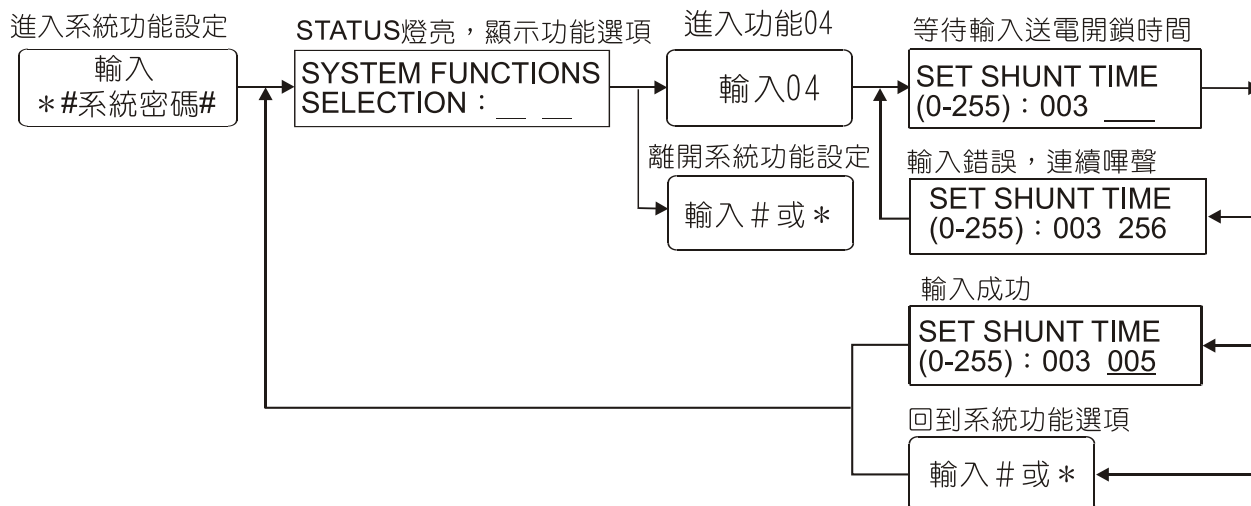 進入系統功能設定
輸入
*#系統密碼#
STATUS燈亮，顯示功能選項
SYSTEM FUNCTIONS
SELECTION：__ __
進入功能04
輸入04
離開系統功能設定
輸入#或*
等待輸入送電開鎖時間
SET SHUNT TIME
(0-255)：003 ___
輸入錯誤，連續嗶聲
SET SHUNT TIME
(0-255)：003 256
輸入成功
SET SHUNT TIME
(0-255)：003 005
回到系統功能選項
輸入#或*